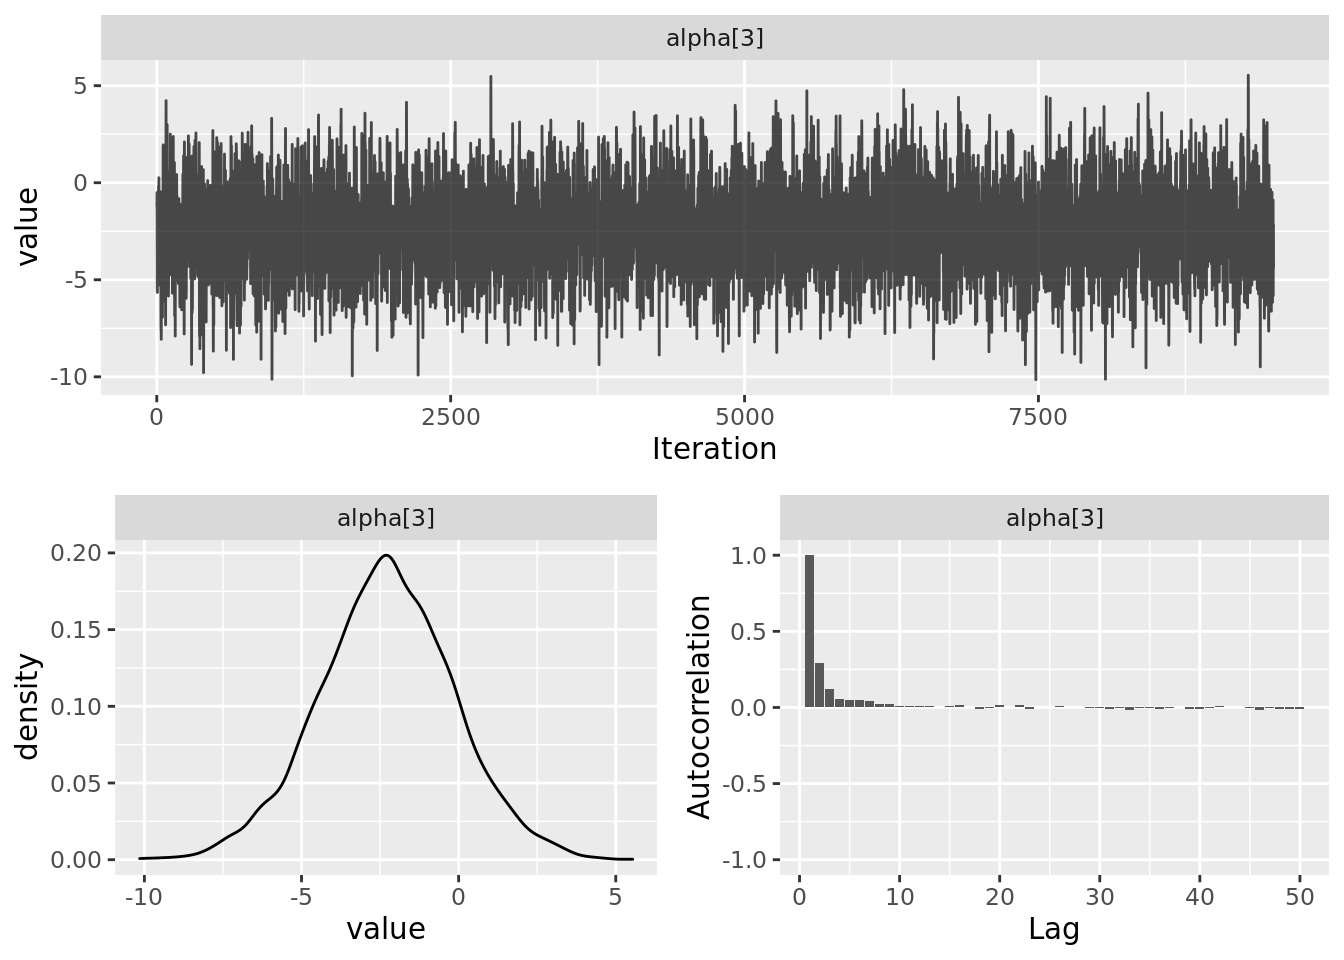 alpha[3]
value
5
0
-5
-10
0 2500 5000 7500
Iteration
alpha[3]
density
0.20
0.15
0.10
0.05
0.00
-10 -5 0 5
value
alpha[3]
Autocorrelation
1.0
0.5
0.0
-0.5
-1.0
0 10 20 30 40 50
Lag